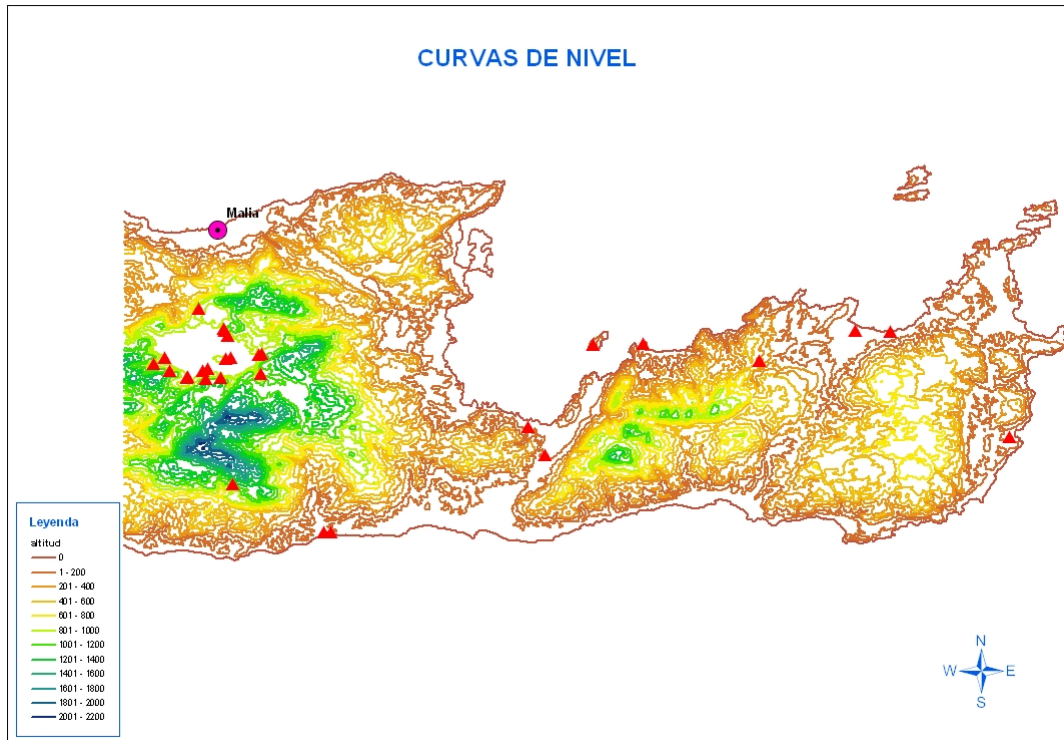 CURVAS DE NIVEL
Malia
Leyenda
altitud
0
1 - 200
201 - 400
401 - 600
601 - 800
801 - 1000
1001 - 1200
1201 - 1400
1401 - 1600
1601 - 1800
1801 - 2000
2001 - 2200
N
W E
S